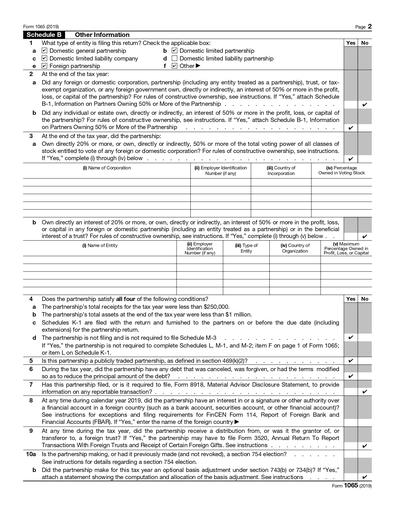 Form 1065 (2019) Page 2
Schedule B Other Information
1 What type of entity is filing this return? Check the applicable box: Yes No
a ✔ Domestic general partnership b ✔ Domestic limited partnership
c ✔ Domestic limited liability company d Domestic limited liability partnership
e ✔ Foreign partnership f ✔ Other ▶
2 At the end of the tax year:
a Did any foreign or domestic corporation, partnership (including any entity treated as a partnership), trust, or tax-
exempt organization, or any foreign government own, directly or indirectly, an interest of 50% or more in the profit,
loss, or capital of the partnership? For rules of constructive ownership, see instructions. If “Yes,” attach Schedule
B-1, Information on Partners Owning 50% or More of the Partnership . . . . . . . . . . . . . . ✔
b Did any individual or estate own, directly or indirectly, an interest of 50% or more in the profit, loss, or capital of
the partnership? For rules of constructive ownership, see instructions. If “Yes,” attach Schedule B-1, Information
on Partners Owning 50% or More of the Partnership . . . . . . . . . . . . . . . . . . . ✔
3 At the end of the tax year, did the partnership:
a Own directly 20% or more, or own, directly or indirectly, 50% or more of the total voting power of all classes of
stock entitled to vote of any foreign or domestic corporation? For rules of constructive ownership, see instructions.
If “Yes,” complete (i) through (iv) below . . . . . . . . . . . . . . . . . . . . . . . ✔
(i) Name of Corporation (ii) Employer Identification (iii) Country of (iv) Percentage
Number (if any) Incorporation Owned in Voting Stock
b Own directly an interest of 20% or more, or own, directly or indirectly, an interest of 50% or more in the profit, loss,
or capital in any foreign or domestic partnership (including an entity treated as a partnership) or in the beneficial
interest of a trust? For rules of constructive ownership, see instructions. If “Yes,” complete (i) through (v) below . . ✔
(i) Name of Entity (ii) Employer (iii) Type of (iv) Country of (v) Maximum
Identification Entity Organization Percentage Owned in
Number (if any) Profit, Loss, or Capital
4 Does the partnership satisfy all four of the following conditions? Yes No
a The partnership’s total receipts for the tax year were less than $250,000.
b The partnership’s total assets at the end of the tax year were less than $1 million.
c Schedules K-1 are filed with the return and furnished to the partners on or before the due date (including
extensions) for the partnership return.
d The partnership is not filing and is not required to file Schedule M-3 . . . . . . . . . . . . . . ✔
If “Yes,” the partnership is not required to complete Schedules L, M-1, and M-2; item F on page 1 of Form 1065;
or item L on Schedule K-1.
5 Is this partnership a publicly traded partnership, as defined in section 469(k)(2)? . . . . . . . . . . ✔
6 During the tax year, did the partnership have any debt that was canceled, was forgiven, or had the terms modified
so as to reduce the principal amount of the debt? . . . . . . . . . . . . . . . . . . . . ✔
7 Has this partnership filed, or is it required to file, Form 8918, Material Advisor Disclosure Statement, to provide
information on any reportable transaction? . . . . . . . . . . . . . . . . . . . . . . ✔
8 At any time during calendar year 2019, did the partnership have an interest in or a signature or other authority over
a financial account in a foreign country (such as a bank account, securities account, or other financial account)?
See instructions for exceptions and filing requirements for FinCEN Form 114, Report of Foreign Bank and
Financial Accounts (FBAR). If “Yes,” enter the name of the foreign country ▶
9 At any time during the tax year, did the partnership receive a distribution from, or was it the grantor of, or
transferor to, a foreign trust? If “Yes,” the partnership may have to file Form 3520, Annual Return To Report
Transactions With Foreign Trusts and Receipt of Certain Foreign Gifts. See instructions . . . . . . . . ✔
10a Is the partnership making, or had it previously made (and not revoked), a section 754 election? . . . . . .
See instructions for details regarding a section 754 election.
b Did the partnership make for this tax year an optional basis adjustment under section 743(b) or 734(b)? If “Yes,”
attach a statement showing the computation and allocation of the basis adjustment. See instructions . . . . ✔
Form 1065 (2019)